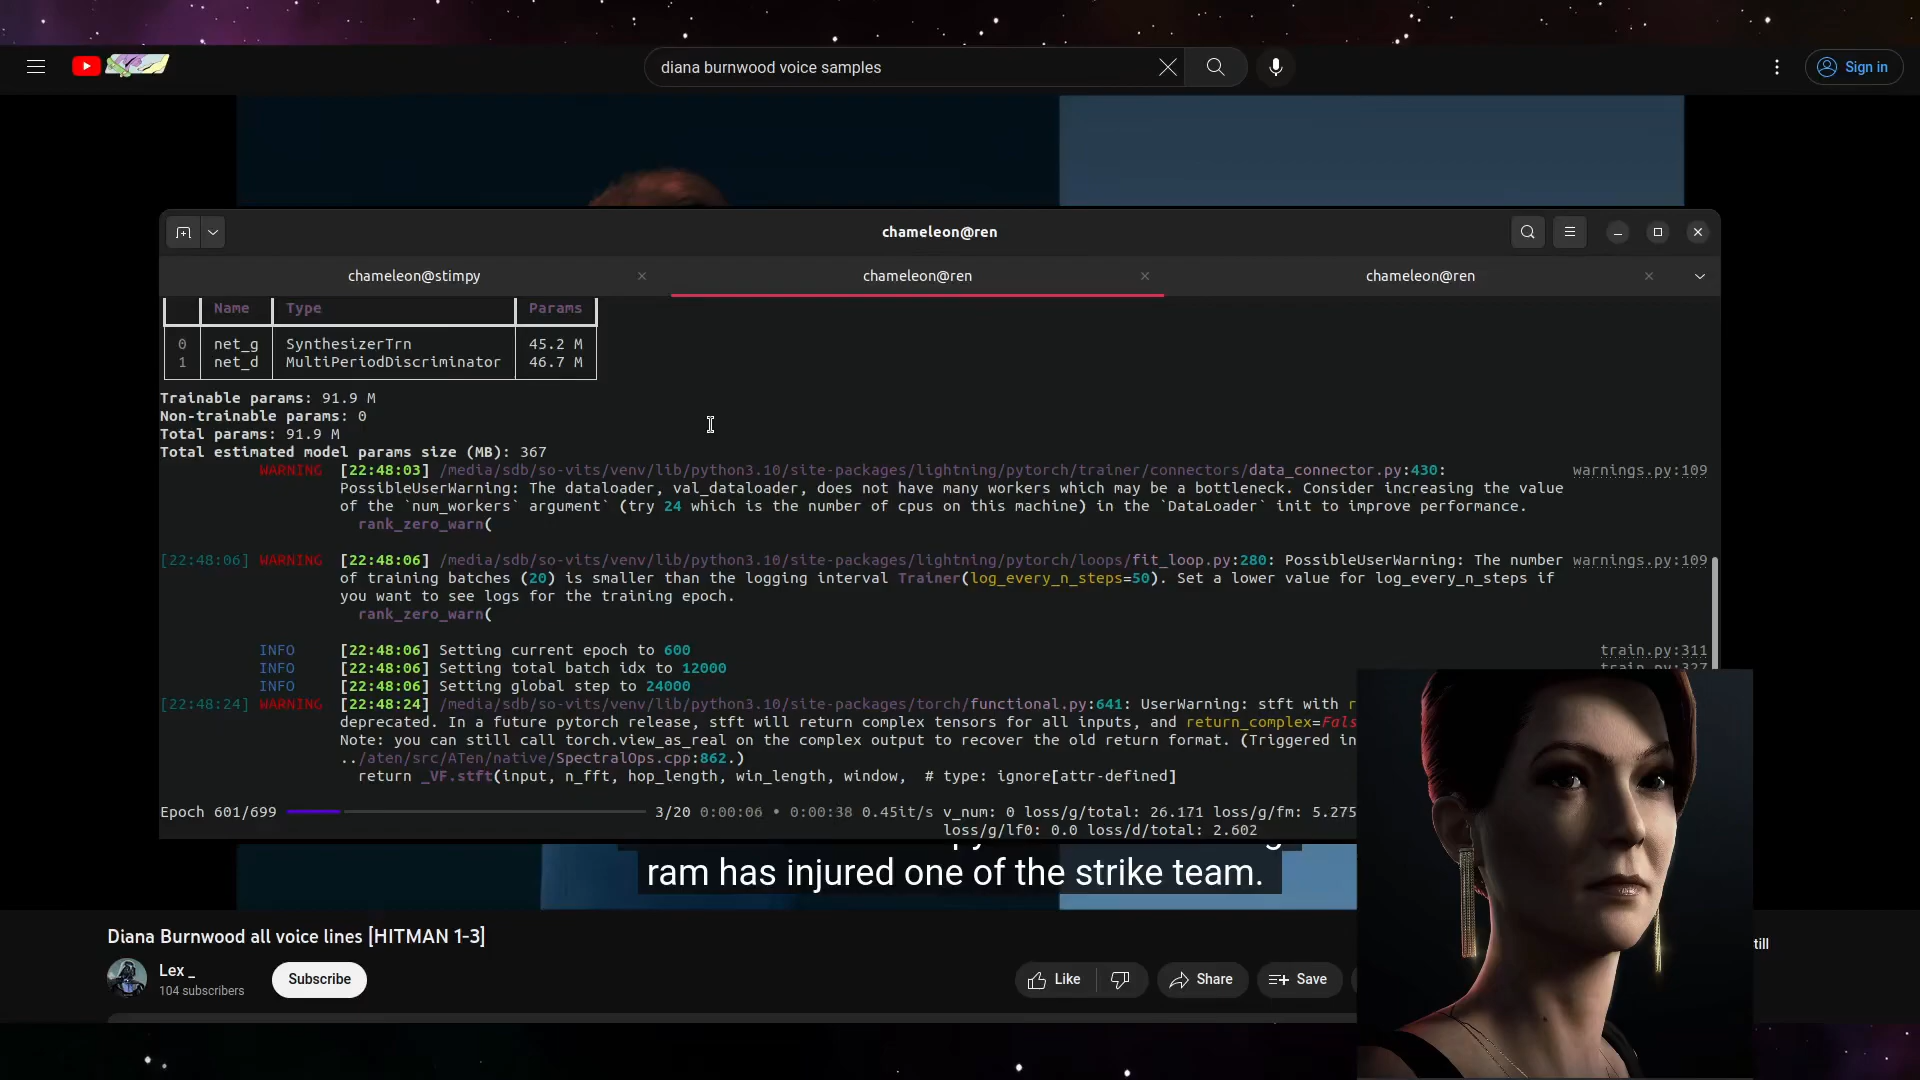 diana burnwood voice samples
Sign in
chameleon@ren
chameleon@stimpy
chameleon@ren
chameleon@ren
Name Type Params
0 net_g SynthesizerTrn 45.2 M
1 net_d MultiPeriodDiscriminator 46.7 M
Trainable params: 91.9 M
Non-trainable params: 0
Total params: 91.9 M
Total estimated model params size (MB): 367
WARNING [22:48:03] /media/sdb/so-vits/venv/lib/python3.10/site-packages/lightning/pytorch/trainer/connectors/data_connector.py:430: warnings.py:109
PossibleUserWarning: The dataloader, val_dataloader, does not have many workers which may be a bottleneck. Consider increasing the value
of the `num_workers` argument` (try 24 which is the number of cpus on this machine) in the `DataLoader` init to improve performance.
rank_zero_warn(
[22:48:06] WARNING [22:48:06] /media/sdb/so-vits/venv/lib/python3.10/site-packages/lightning/pytorch/loops/fit_loop.py:280: PossibleUserWarning: The number warnings.py:109
of training batches (20) is smaller than the logging interval Trainer(log_every_n_steps=50). Set a lower value for log_every_n_steps if
you want to see logs for the training epoch.
rank_zero_warn(
INFO [22:48:06] Setting current epoch to 600 train.py:311
INFO [22:48:06] Setting total batch idx to 12000 train.py:327
INFO [22:48:06] Setting global step to 24000
[22:48:24] WARNING [22:48:24] /media/sdb/so-vits/venv/lib/python3.10/site-packages/torch/functional.py:641: UserWarning: stft with
deprecated. In a future pytorch release, stft will return complex tensors for all inputs, and return_complex=Fals
Note: you can still call torch.view_as_real on the complex output to recover the old return format. (Triggered in
../aten/src/ATen/native/SpectralOps.cpp:862.)
return _VF.stft(input, n_fft, hop_length, win_length, window, # type: ignore[attr-defined]
Epoch 601/699 3/20 0:00:06 • 0:00:38 0.45it/s v_num: 0 loss/g/total: 26.171 loss/g/fm: 5.275
loss/g/lf0: 0.0 loss/d/total: 2.602
ram has injured one of the strike team.
Diana Burnwood all voice lines [HITMAN 1-3]
Lex _
104 subscribers
Subscribe
Like
Share
Save
till